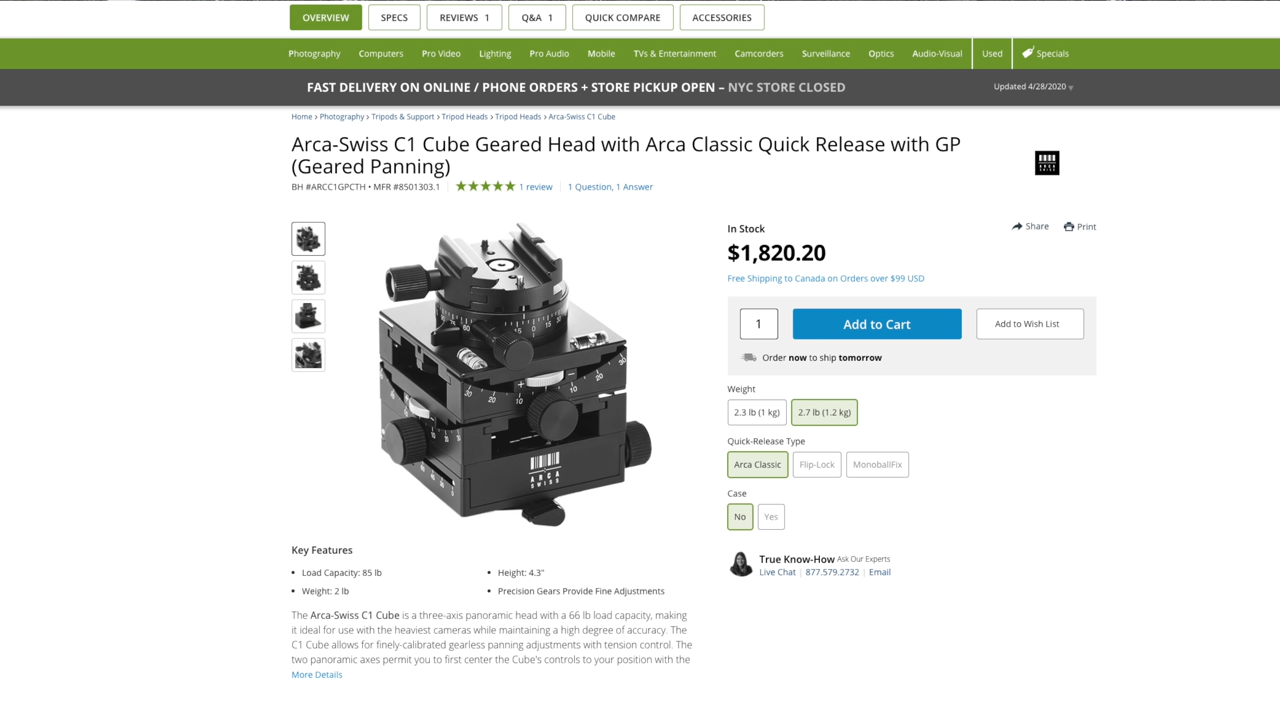 OVERVIEW
SPECS
REVIEWS 1
Q&A 1
QUICK COMPARE
ACCESSORIES
Photography
Computers
Pro Video
Lighting
Pro Audio
Mobile
TVs & Entertainment
Camcorders
Surveillance
Optics
Audio-Visual
Used
Specials
FAST DELIVERY ON ONLINE / PHONE ORDERS + STORE PICKUP OPEN – NYC STORE CLOSED
Updated 4/28/2020
Home › Photography › Tripods & Support › Tripod Heads › Tripod Heads › Arca-Swiss C1 Cube
Arca-Swiss C1 Cube Geared Head with Arca Classic Quick Release with GP
(Geared Panning)
BH #ARCC1GPCTH • MFR #8501303.1
1 review
1 Question, 1 Answer
ARCA
SWISS
In Stock
Share
Print
$1,820.20
Free Shipping to Canada on Orders over $99 USD
1
Add to Cart
Add to Wish List
Order now to ship tomorrow
Weight
2.3 lb (1 kg)
2.7 lb (1.2 kg)
Quick-Release Type
Arca Classic
Flip-Lock
MonoballFix
Case
No
Yes
True Know-How Ask Our Experts
Live Chat | 877.579.2732 | Email
Key Features
• Load Capacity: 85 lb
• Height: 4.3"
• Weight: 2 lb
• Precision Gears Provide Fine Adjustments
The Arca-Swiss C1 Cube is a three-axis panoramic head with a 66 lb load capacity, making
it ideal for use with the heaviest cameras while maintaining a high degree of accuracy. The
C1 Cube allows for finely-calibrated gearless panning adjustments with tension control. The
two panoramic axes permit you to first center the Cube's controls to your position with the
More Details